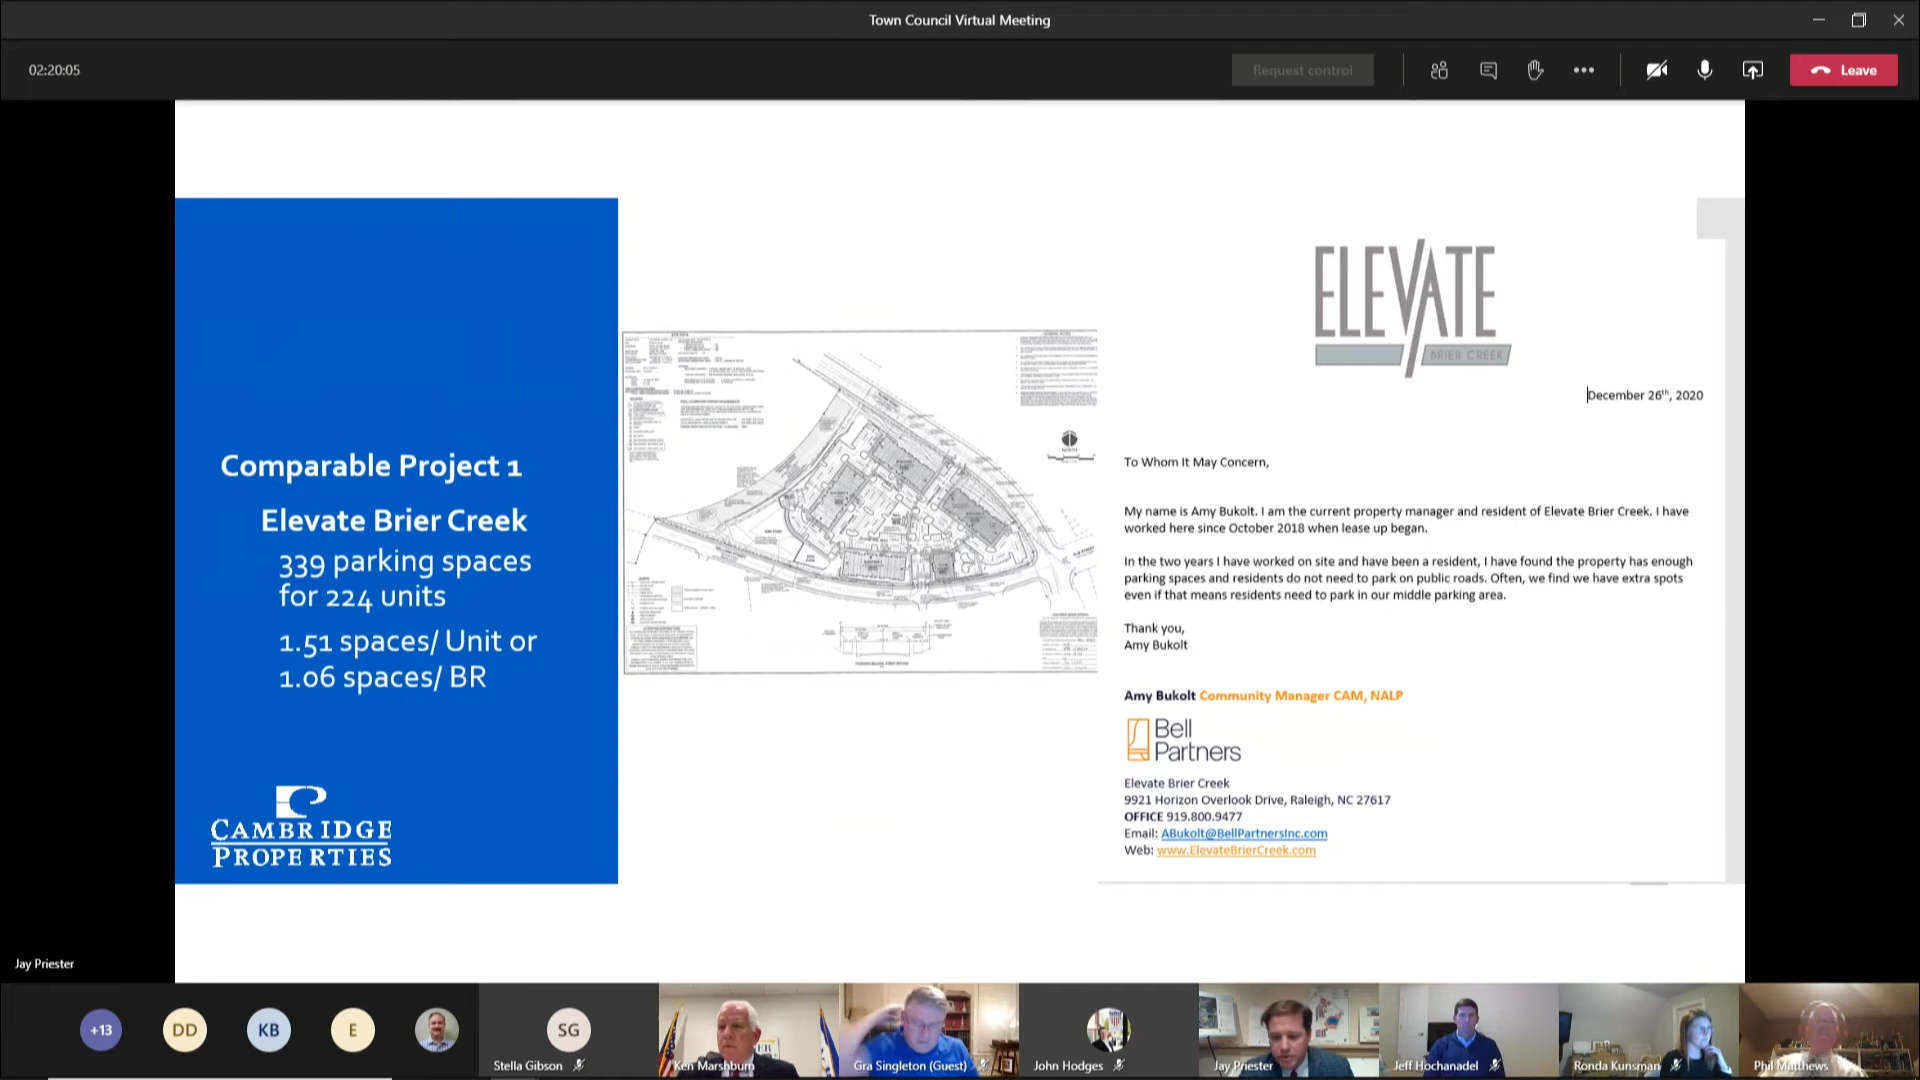 Town Council Virtual Meeting
02:20:05
Request control
Leave
Comparable Project 1
Elevate Brier Creek
339 parking spaces
for 224 units
1.51 spaces/ Unit or
1.06 spaces/ BR
CAMBRIDGE
PROPERTIES
NORTH
ELEVATE
BRIER CREEK
December 26th, 2020
To Whom It May Concern,
My name is Amy Bukolt. I am the current property manager and resident of Elevate Brier Creek. I have
worked here since October 2018 when lease up began.
In the two years I have worked on site and have been a resident, I have found the property has enough
parking spaces and residents do not need to park on public roads. Often, we find we have extra spots
even if that means residents need to park in our middle parking area.
Thank you,
Amy Bukolt
Amy Bukolt Community Manager CAM, NALP
Bell
Partners
Elevate Brier Creek
9921 Horizon Overlook Drive, Raleigh, NC 27617
OFFICE 919.800.9477
Email: ABukolt@BellPartnersInc.com
Web: www.ElevateBrierCreek.com
Jay Priester
+13
DD
KB
E
SG
Stella Gibson
Ken Marshburn
Gra Singleton (Guest)
John Hodges
Jay Priester
Jeff Hochanadel
Ronda Kunsman
Phil Matthews